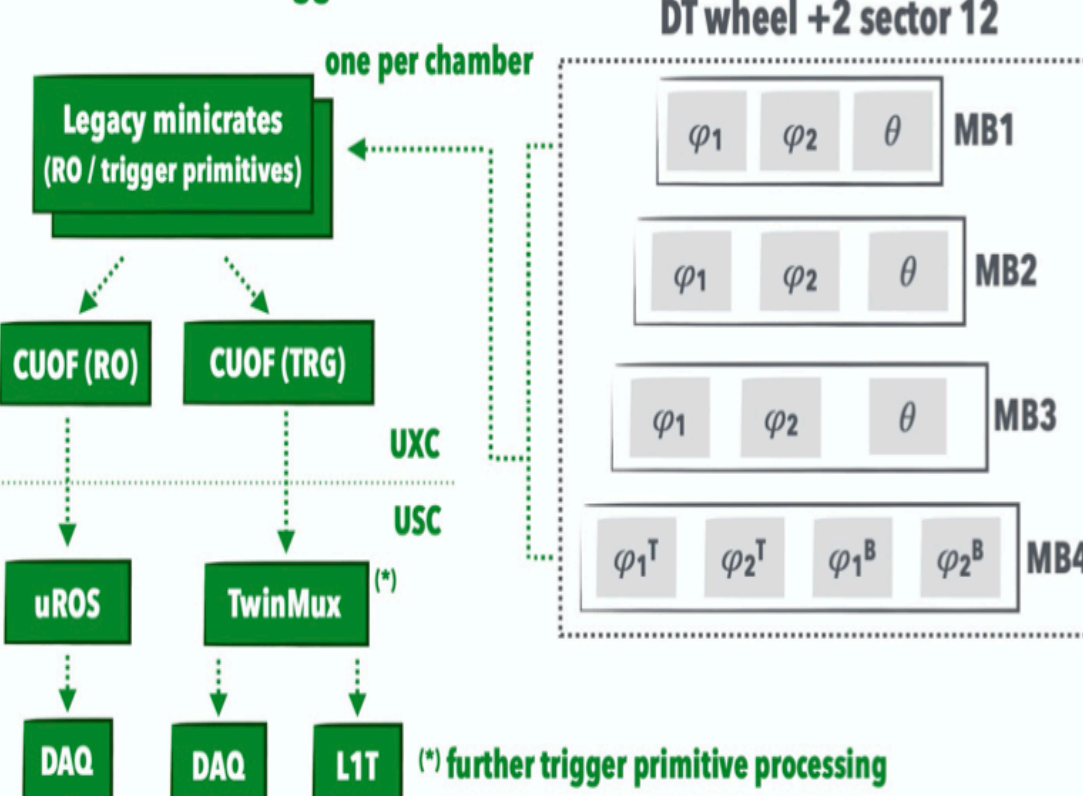 DT wheel +2 sector 12
one per chamber
Legacy minicrates
(RO / trigger primitives)
φ₁ φ₂ θ MB1
φ₁ φ₂ θ MB2
CUOF (RO) CUOF (TRG)
φ₁ φ₂ θ MB3
UXC
USC
φ₁ᵀ φ₂ᵀ φ₁ᴮ φ₂ᴮ MB4
uROS TwinMux (*)
DAQ DAQ L1T
(*) further trigger primitive processing